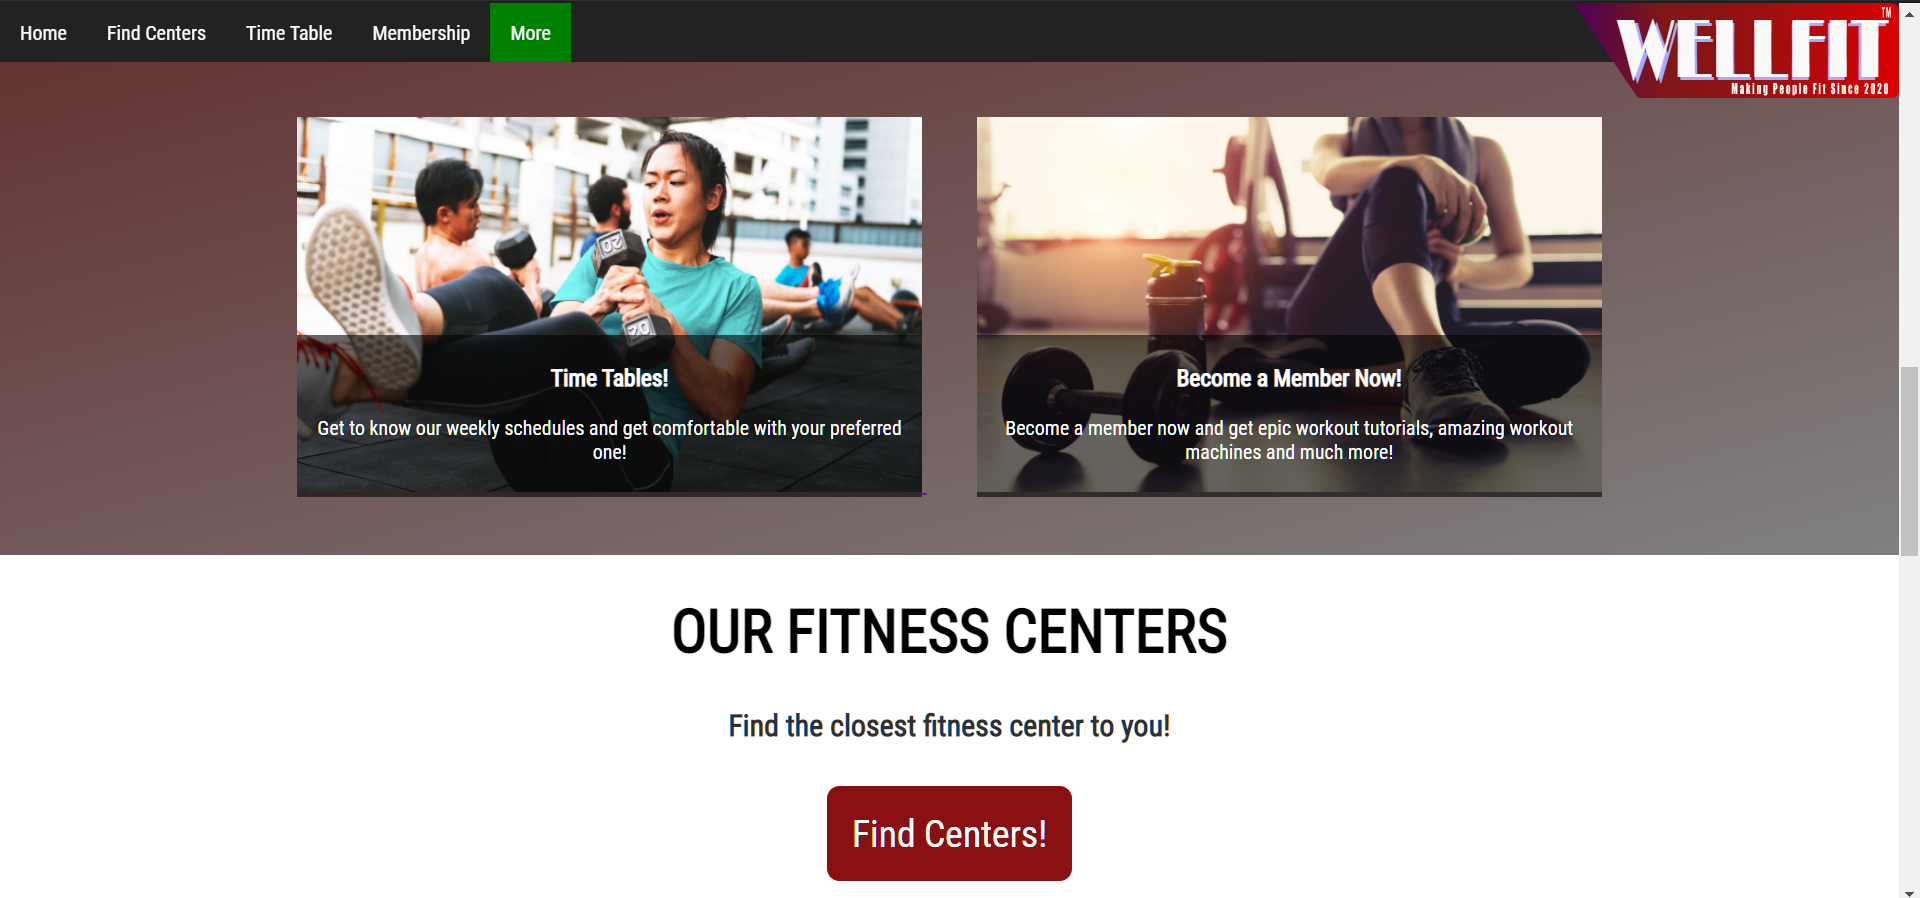 Home
Find Centers
Time Table
Membership
More
WELLFIT
TM
Making People Fit Since 2020
20
20
Time Tables!
Get to know our weekly schedules and get comfortable with your preferred
one!
Become a Member Now!
Become a member now and get epic workout tutorials, amazing workout
machines and much more!
OUR FITNESS CENTERS
Find the closest fitness center to you!
Find Centers!